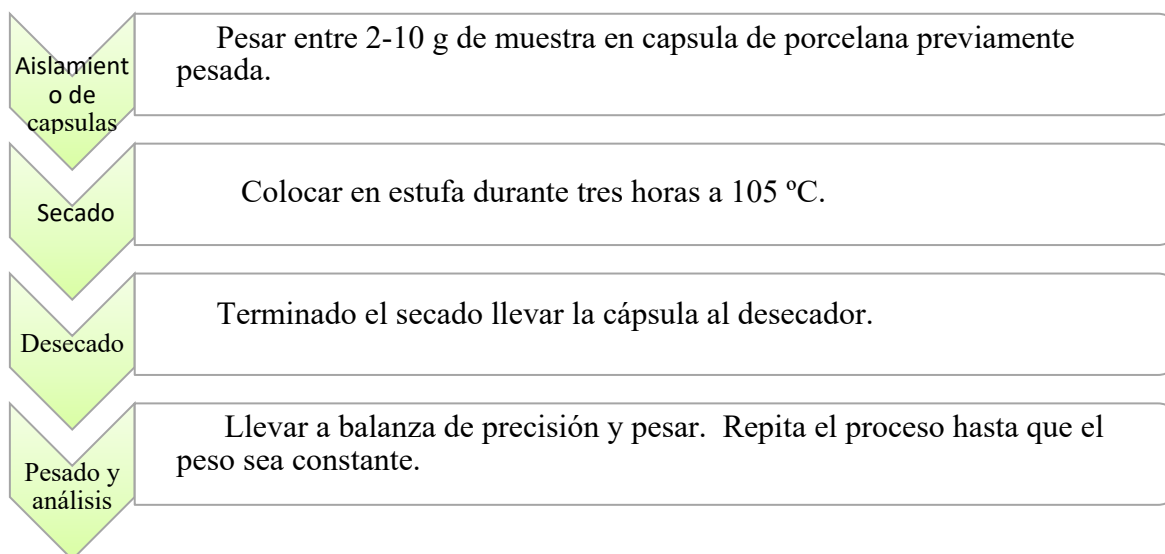 Aislamient
o de
capsulas
Pesar entre 2-10 g de muestra en capsula de porcelana previamente
pesada.
Secado
Colocar en estufa durante tres horas a 105 ºC.
Desecado
Terminado el secado llevar la cápsula al desecador.
Pesado y
análisis
Llevar a balanza de precisión y pesar. Repita el proceso hasta que el
peso sea constante.